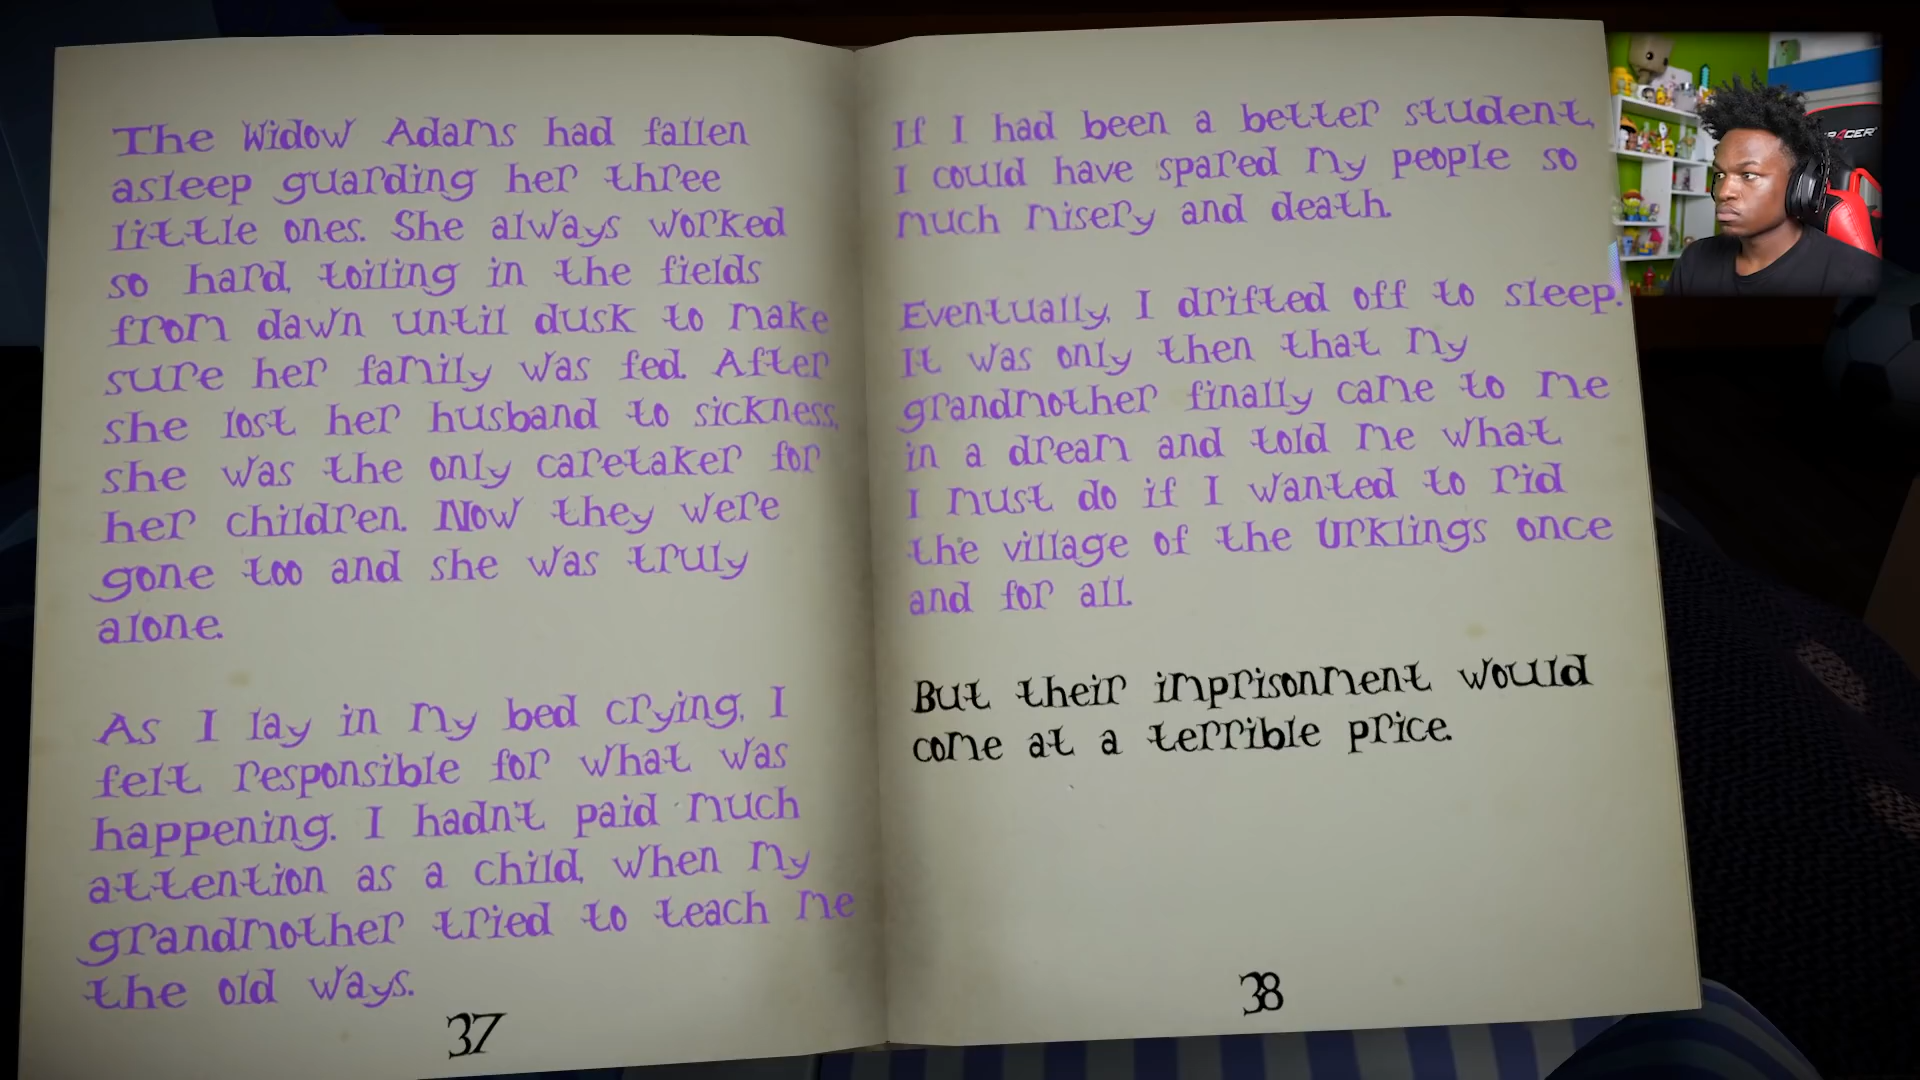 The Widow Adams had fallen
asleep guarding her three
little ones. She always worked
so hard, toiling in the fields
from dawn until dusk to make
sure her family was fed. After
she lost her husband to sickness,
she was the only caretaker for
her children. Now they were
gone too and she was truly
alone.
As I lay in my bed crying, I
felt responsible for what was
happening. I hadn't paid much
attention as a child, when my
grandmother tried to teach me
the old ways.
37
If I had been a better student,
I could have spared my people so
much misery and death.
Eventually, I drifted off to sleep.
It was only then that my
grandmother finally came to me
in a dream and told me what
I must do if I wanted to rid
the village of the Urklings once
and for all.
But their imprisonment would
come at a terrible price.
38